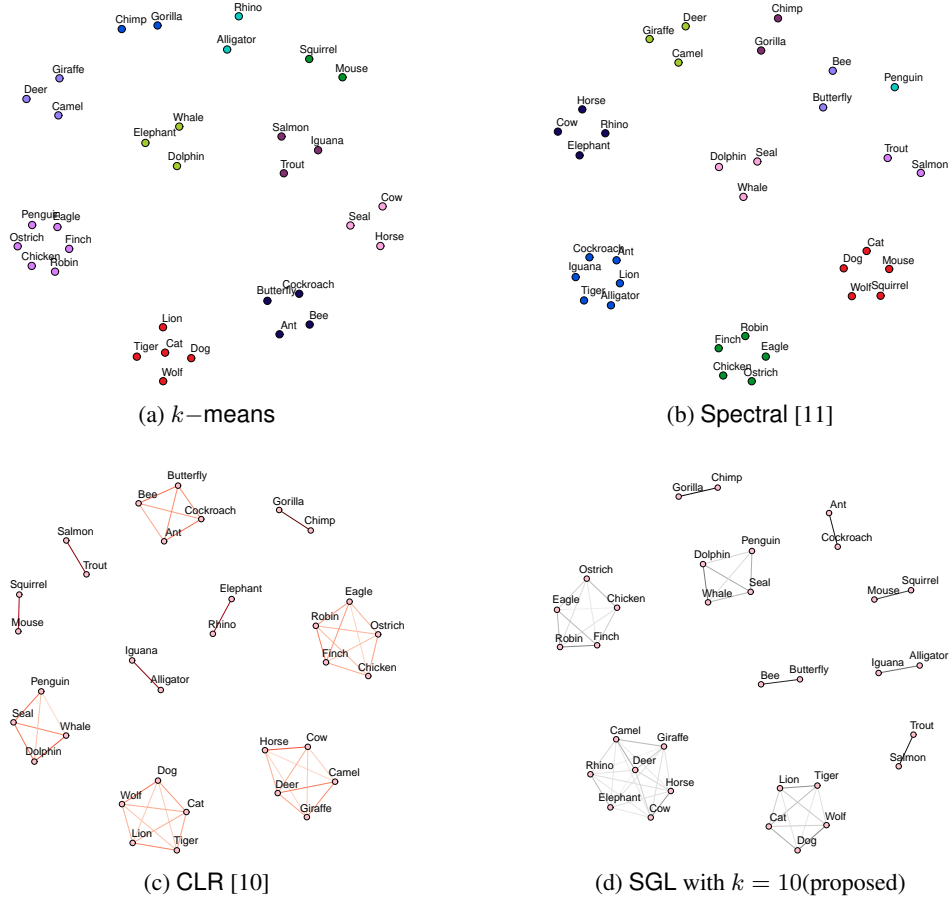 Chimp Gorilla Rhino
Alligator
Squirrel
Mouse
Giraffe
Deer
Camel
Whale
Elephant
Dolphin
Salmon
Iguana
Trout
Cow
Seal
Horse
Penguin Eagle
Ostrich Finch
Chicken Robin
Butterfly Cockroach
Ant Bee
Lion
Tiger Cat Dog
Wolf
(a) k−means
Chimp
Deer
Giraffe
Camel
Gorilla
Bee
Penguin
Butterfly
Horse
Cow Rhino
Elephant
Dolphin Seal
Whale
Trout
Salmon
Cockroach Ant
Iguana Lion
Tiger Alligator
Cat
Dog Mouse
Wolf Squirrel
Robin
Finch Eagle
Chicken Ostrich
(b) Spectral [11]
Butterfly
Bee
Cockroach
Ant
Gorilla
Chimp
Salmon
Trout
Squirrel
Mouse
Elephant
Rhino
Eagle
Robin
Ostrich
Finch
Chicken
Iguana
Alligator
Penguin
Seal
Whale
Dolphin
Horse Cow
Camel
Deer
Giraffe
Dog
Wolf
Cat
Lion
Tiger
(c) CLR [10]
Gorilla Chimp
Ant
Cockroach
Dolphin Penguin
Whale Seal
Mouse Squirrel
Ostrich
Eagle Chicken
Robin Finch
Bee Butterfly
Iguana Alligator
Trout
Salmon
Camel Giraffe
Rhino Deer
Horse
Elephant
Cow
Lion Tiger
Cat Wolf
Dog
(d) SGL with k = 10(proposed)